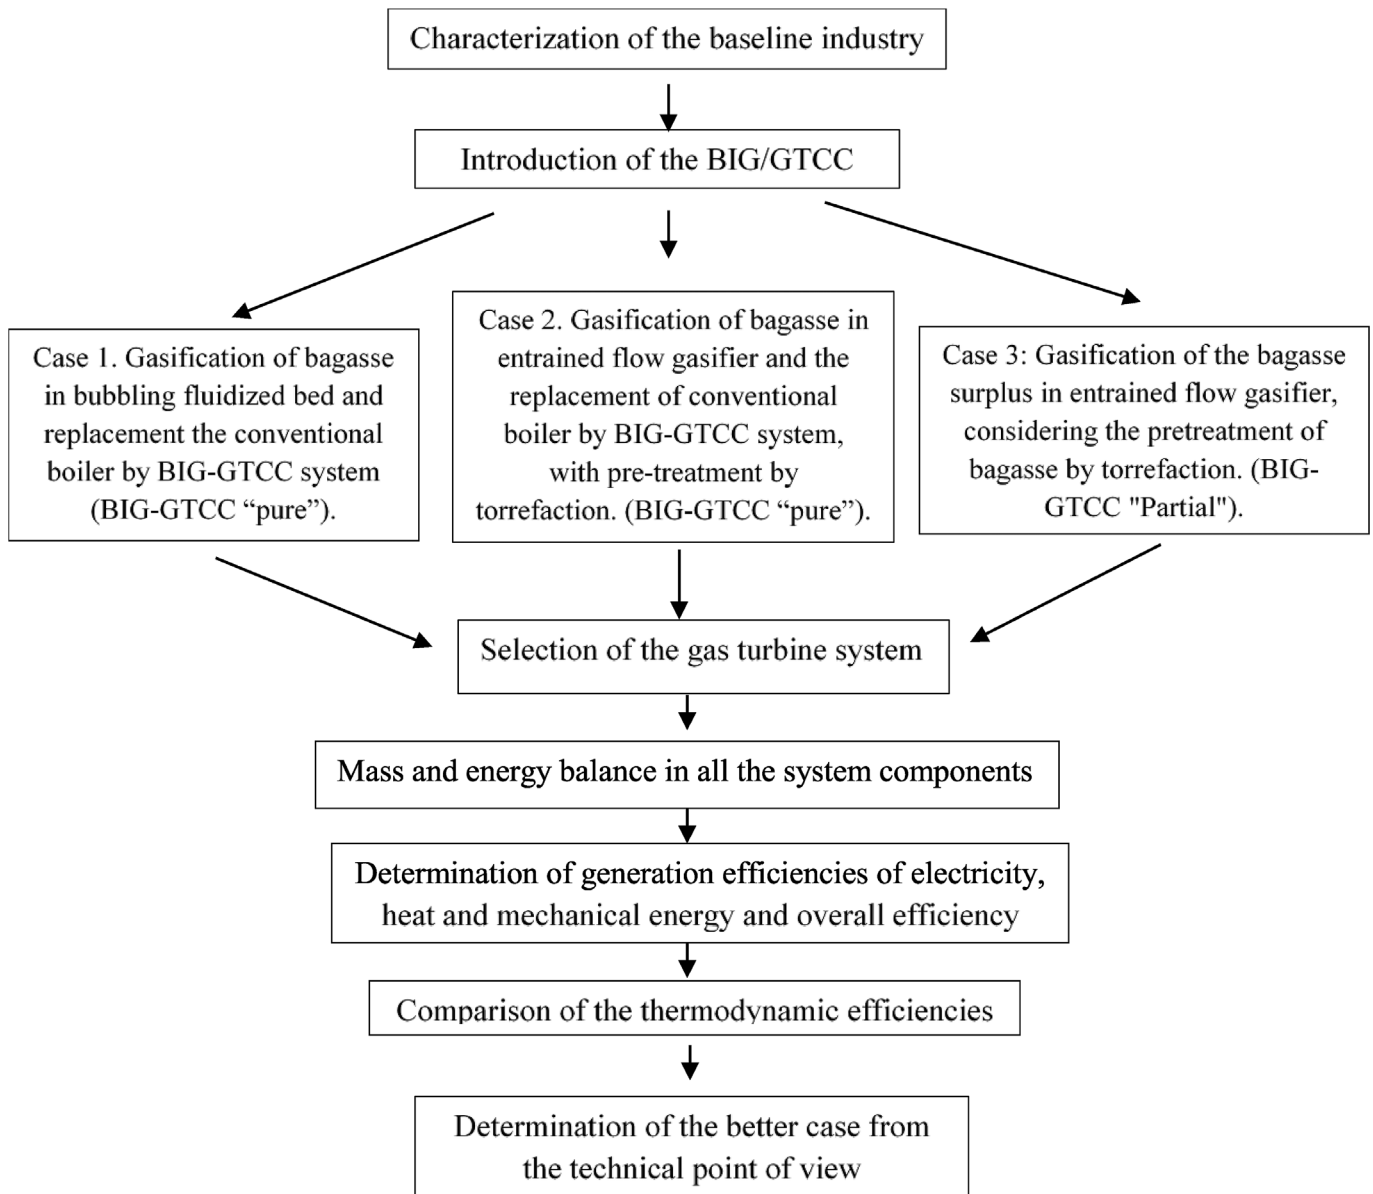 Characterization of the baseline industry
Introduction of the BIG/GTCC
Case 1. Gasification of bagasse
in bubbling fluidized bed and
replacement the conventional
boiler by BIG-GTCC system
(BIG-GTCC “pure”).
Case 2. Gasification of bagasse in
entrained flow gasifier and the
replacement of conventional
boiler by BIG-GTCC system,
with pre-treatment by
torrefaction. (BIG-GTCC “pure”).
Case 3: Gasification of the bagasse
surplus in entrained flow gasifier,
considering the pretreatment of
bagasse by torrefaction. (BIG-
GTCC "Partial").
Selection of the gas turbine system
Mass and energy balance in all the system components
Determination of generation efficiencies of electricity,
heat and mechanical energy and overall efficiency
Comparison of the thermodynamic efficiencies
Determination of the better case from
the technical point of view